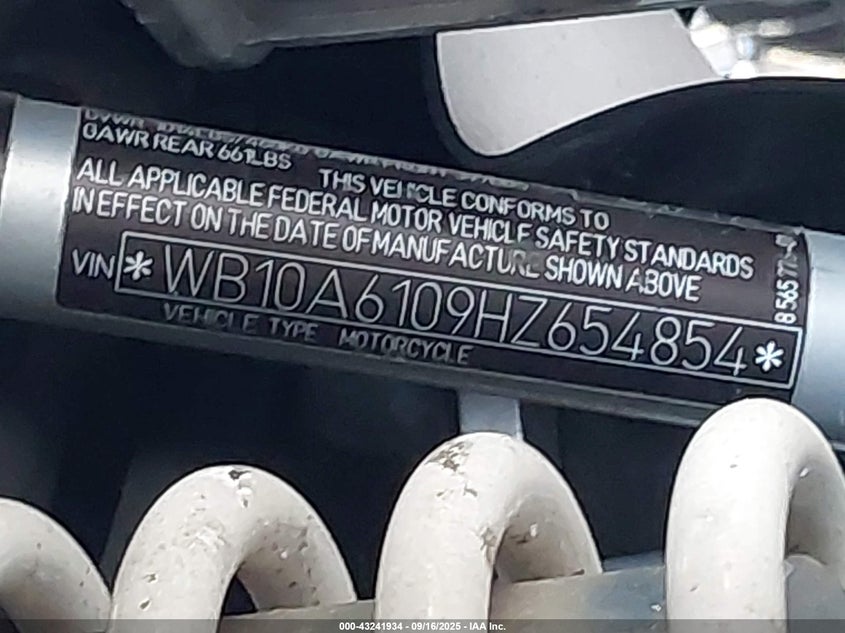 GAWR REAR 661LBS
THIS VEHICLE CONFORMS TO
ALL APPLICABLE FEDERAL MOTOR VEHICLE SAFETY STANDARDS
IN EFFECT ON THE DATE OF MANUFACTURE SHOWN ABOVE
VIN *WB10A6109HZ654854*
VEHICLE TYPE MOTORCYCLE
000-43241934 - 09/16/2025 - IAA Inc.